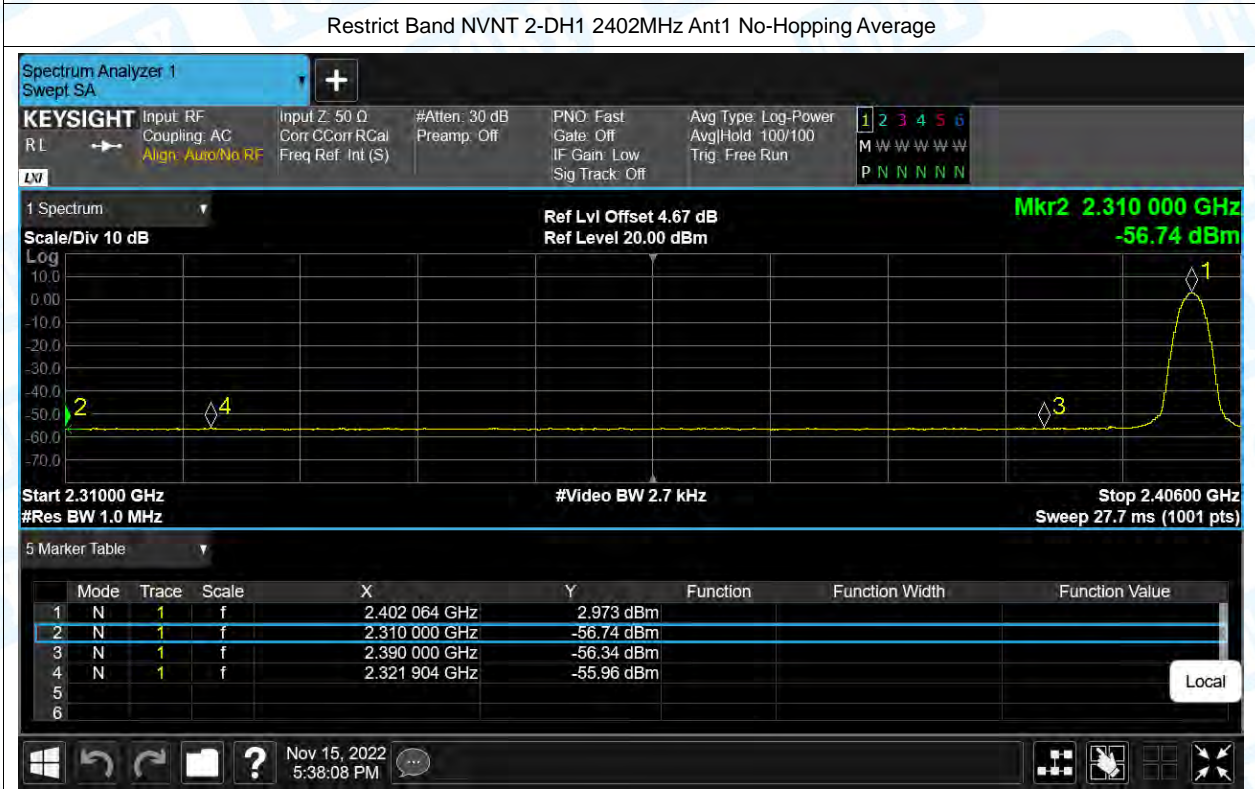 Restrict Band NVNT 2-DH1 2402MHz Ant1 No-Hopping Average
Spectrum Analyzer 1
Swept SA
+
KEYSIGHT
R L
LXI
Input: RF
Coupling: AC
Align: Auto/No RF
Input Z: 50 Ω
Corr CCorr RCal
Freq Ref: Int (S)
#Atten: 30 dB
Preamp: Off
PNO: Fast
Gate: Off
IF Gain: Low
Sig Track: Off
Avg Type: Log-Power
Avg|Hold: 100/100
Trig: Free Run
1 2 3 4 5 6
M W W W W W
P N N N N N
1 Spectrum
Scale/Div 10 dB
Ref Lvl Offset 4.67 dB
Ref Level 20.00 dBm
Mkr2 2.310 000 GHz
-56.74 dBm
Log
10.0
0.00
-10.0
-20.0
-30.0
-40.0
-50.0
-60.0
-70.0
1
2
4
3
Start 2.31000 GHz
#Res BW 1.0 MHz
#Video BW 2.7 kHz
Stop 2.40600 GHz
Sweep 27.7 ms (1001 pts)
5 Marker Table
Mode Trace Scale X Y Function Function Width Function Value
1 N 1 f 2.402 064 GHz 2.973 dBm
2 N 1 f 2.310 000 GHz -56.74 dBm
3 N 1 f 2.390 000 GHz -56.34 dBm
4 N 1 f 2.321 904 GHz -55.96 dBm
5
6
Local
?
Nov 15, 2022
5:38:08 PM